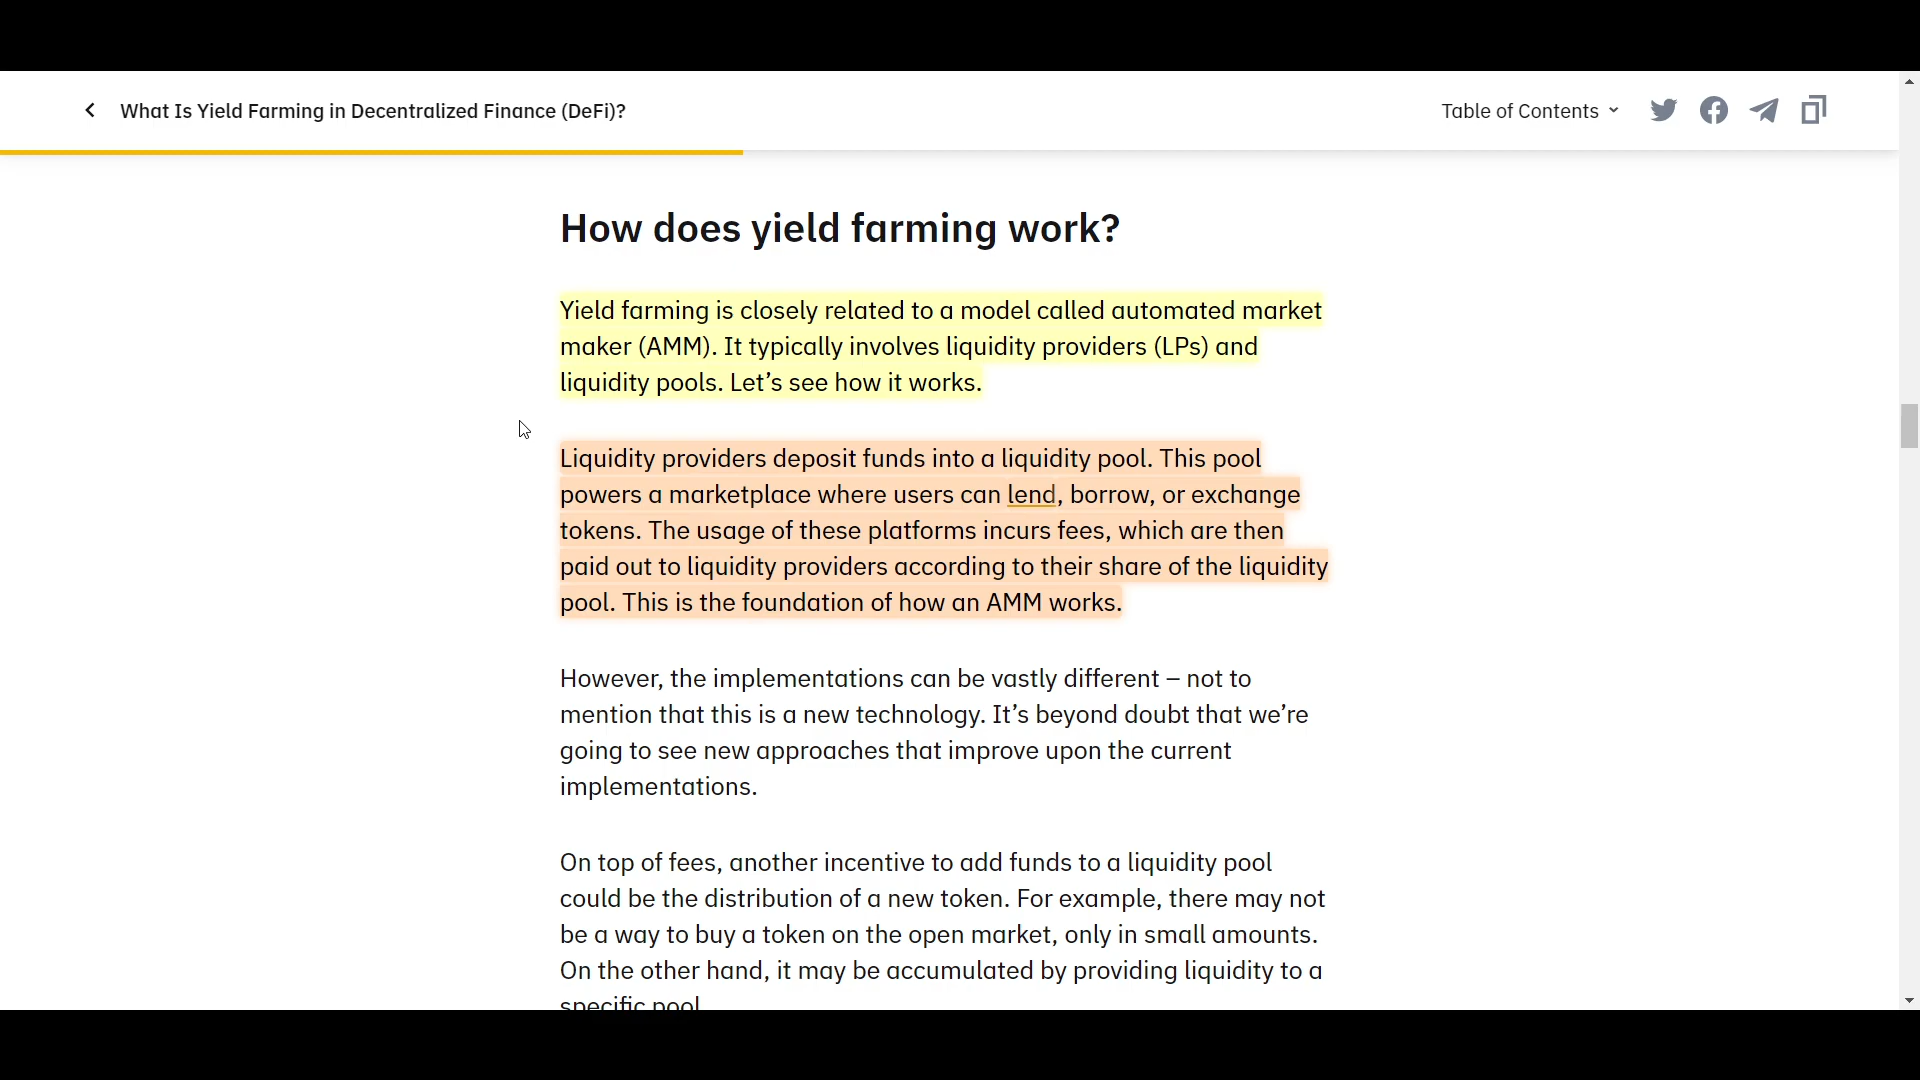 What Is Yield Farming in Decentralized Finance (DeFi)?
Table of Contents
How does yield farming work?
Yield farming is closely related to a model called automated market
maker (AMM). It typically involves liquidity providers (LPs) and
liquidity pools. Let’s see how it works.
Liquidity providers deposit funds into a liquidity pool. This pool
powers a marketplace where users can lend, borrow, or exchange
tokens. The usage of these platforms incurs fees, which are then
paid out to liquidity providers according to their share of the liquidity
pool. This is the foundation of how an AMM works.
However, the implementations can be vastly different – not to
mention that this is a new technology. It’s beyond doubt that we’re
going to see new approaches that improve upon the current
implementations.
On top of fees, another incentive to add funds to a liquidity pool
could be the distribution of a new token. For example, there may not
be a way to buy a token on the open market, only in small amounts.
On the other hand, it may be accumulated by providing liquidity to a
specific pool.